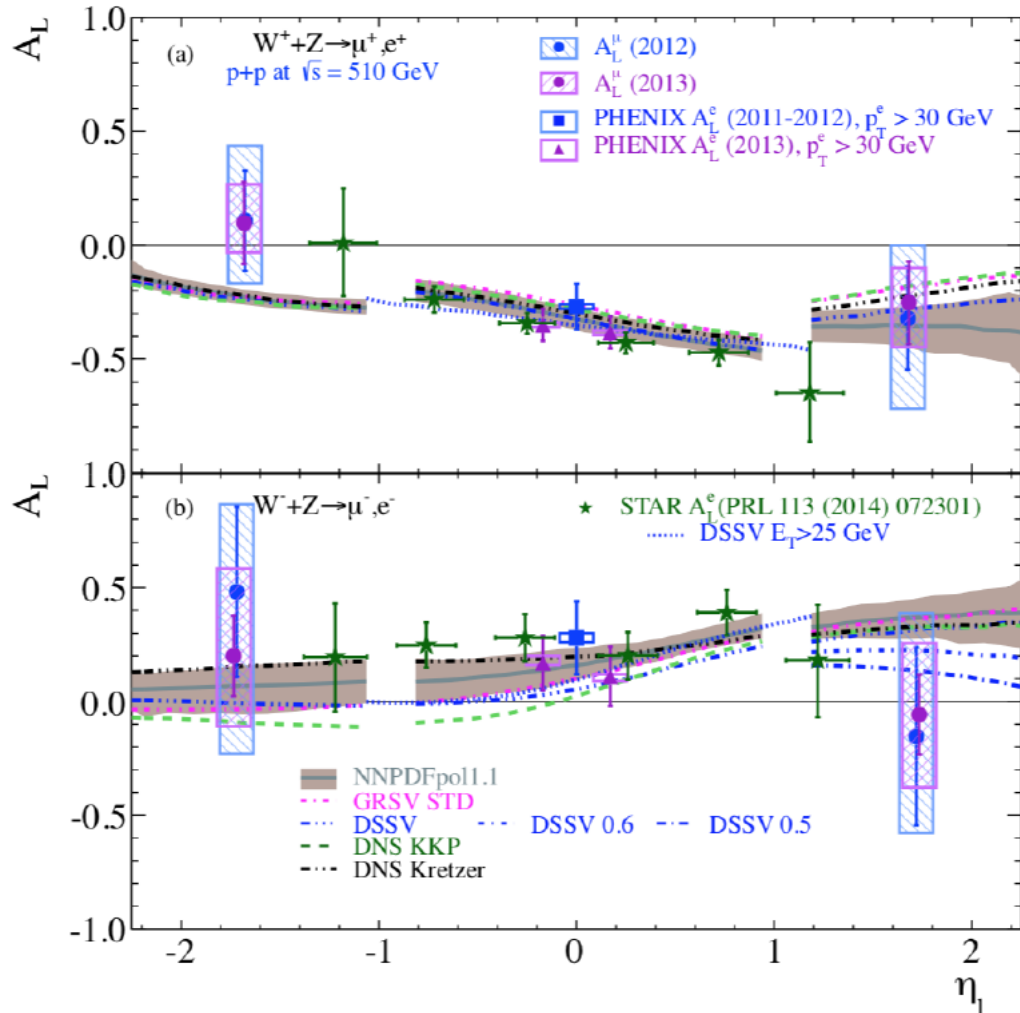 A_L
1.0
0.5
0.0
-0.5
(a)
W⁺+Z→μ⁺,e⁺
p+p at √s = 510 GeV
A_L^μ (2012)
A_L^μ (2013)
PHENIX A_L^e (2011-2012), p_T^e > 30 GeV
PHENIX A_L^e (2013), p_T^e > 30 GeV
A_L
1.0
0.5
0.0
-0.5
-1.0
(b)
W⁻+Z→μ⁻,e⁻
STAR A_L^e(PRL 113 (2014) 072301)
DSSV E_T>25 GeV
NNPDFpol1.1
GRSV STD
DSSV DSSV 0.6 DSSV 0.5
DNS KKP
DNS Kretzer
-2 -1 0 1 2
η_l